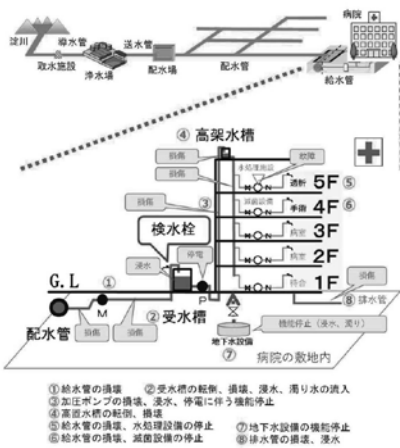 病院
淀川
導水管
送水管
取水施設
浄水場
配水場
配水管
給水管
④ 高架水槽
損傷
損傷
水処理施設
故障
透析 5F ⑤
損傷
③
滅菌設備
手術 4F ⑥
病室 3F
検水栓
浸水
停電
病室 2F
G.L
①
待合 1F
損傷
⑧ 排水管
配水管
M
P
② 受水槽
損傷
損傷
地下水設備
機能停止（浸水、濁り）
⑦
病院の敷地内
①給水管の損壊 ②受水槽の転倒、損壊、浸水、濁り水の流入
③加圧ポンプの損壊、浸水、停電に伴う機能停止
④高置水槽の転倒、損壊
⑤給水管の損壊、水処理設備の停止 ⑦地下水設備の機能停止
⑥給水管の損壊、滅菌設備の停止 ⑧排水管の損壊、浸水